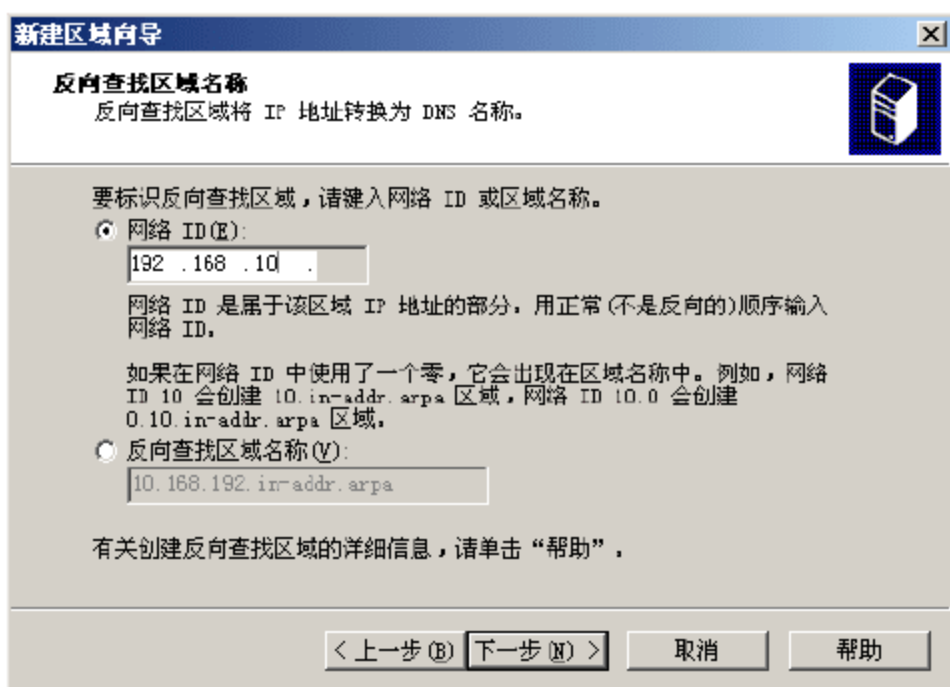 新建区域向导
反向查找区域名称
反向查找区域将 IP 地址转换为 DNS 名称。
要标识反向查找区域，请键入网络 ID 或区域名称。
网络 ID(E):
192 .168 .10 .
网络 ID 是属于该区域 IP 地址的部分。用正常(不是反向的)顺序输入
网络 ID。
如果在网络 ID 中使用了一个零，它会出现在区域名称中。例如，网络
ID 10 会创建 10.in-addr.arpa 区域，网络 ID 10.0 会创建
0.10.in-addr.arpa 区域。
反向查找区域名称(V):
10.168.192.in-addr.arpa
有关创建反向查找区域的详细信息，请单击“帮助”。
< 上一步(B) 下一步(N) > 取消 帮助